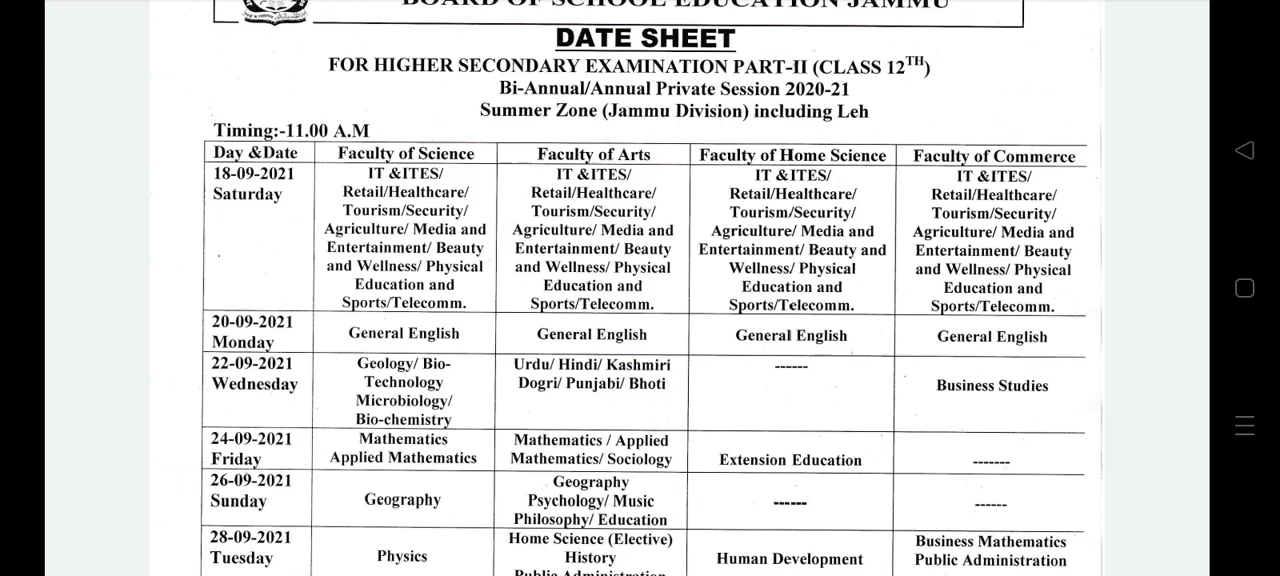 BOARD OF SCHOOL EDUCATION JAMMU
DATE SHEET
FOR HIGHER SECONDARY EXAMINATION PART-II (CLASS 12TH)
Bi-Annual/Annual Private Session 2020-21
Summer Zone (Jammu Division) including Leh
Timing:-11.00 A.M
Day &Date
Faculty of Science
Faculty of Arts
Faculty of Home Science
Faculty of Commerce
18-09-2021
Saturday
IT &ITES/
Retail/Healthcare/
Tourism/Security/
Agriculture/ Media and
Entertainment/ Beauty
and Wellness/ Physical
Education and
Sports/Telecomm.
IT &ITES/
Retail/Healthcare/
Tourism/Security/
Agriculture/ Media and
Entertainment/ Beauty
and Wellness/ Physical
Education and
Sports/Telecomm.
IT &ITES/
Retail/Healthcare/
Tourism/Security/
Agriculture/ Media and
Entertainment/ Beauty and
Wellness/ Physical
Education and
Sports/Telecomm.
IT &ITES/
Retail/Healthcare/
Tourism/Security/
Agriculture/ Media and
Entertainment/ Beauty
and Wellness/ Physical
Education and
Sports/Telecomm.
20-09-2021
Monday
General English
General English
General English
General English
22-09-2021
Wednesday
Geology/ Bio-
Technology
Microbiology/
Bio-chemistry
Urdu/ Hindi/ Kashmiri
Dogri/ Punjabi/ Bhoti
------
Business Studies
24-09-2021
Friday
Mathematics
Applied Mathematics
Mathematics / Applied
Mathematics/ Sociology
Extension Education
-------
26-09-2021
Sunday
Geography
Geography
Psychology/ Music
Philosophy/ Education
------
------
28-09-2021
Tuesday
Physics
Home Science (Elective)
History
Public Administration
Human Development
Business Mathematics
Public Administration